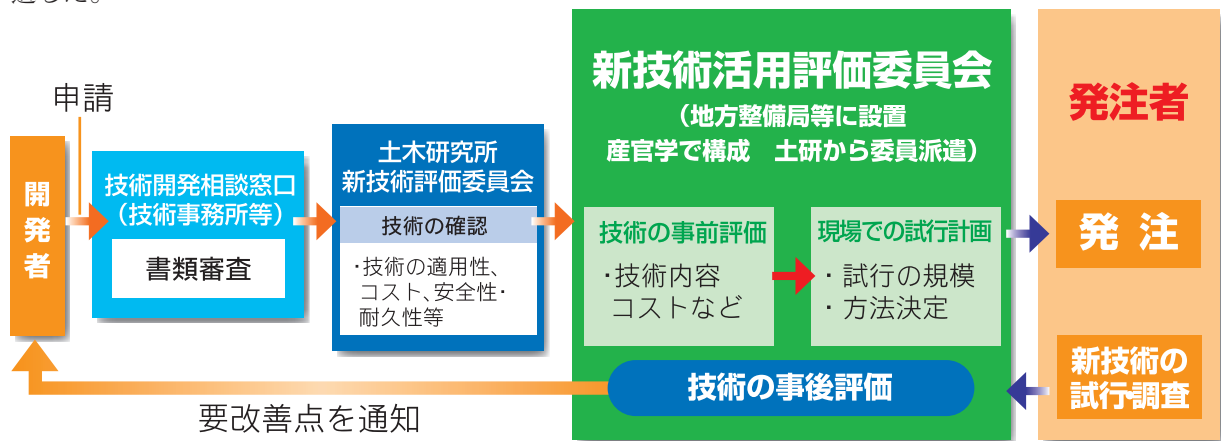 申請
開発者
技術開発相談窓口
（技術事務所等）
書類審査
土木研究所
新技術評価委員会
技術の確認
・技術の適用性、
コスト、安全性・
耐久性等
新技術活用評価委員会
（地方整備局等に設置
産官学で構成　土研から委員派遣）
技術の事前評価
・技術内容
コストなど
現場での試行計画
・試行の規模
・方法決定
発注者
発 注
新技術の
試行・調査
技術の事後評価
要改善点を通知